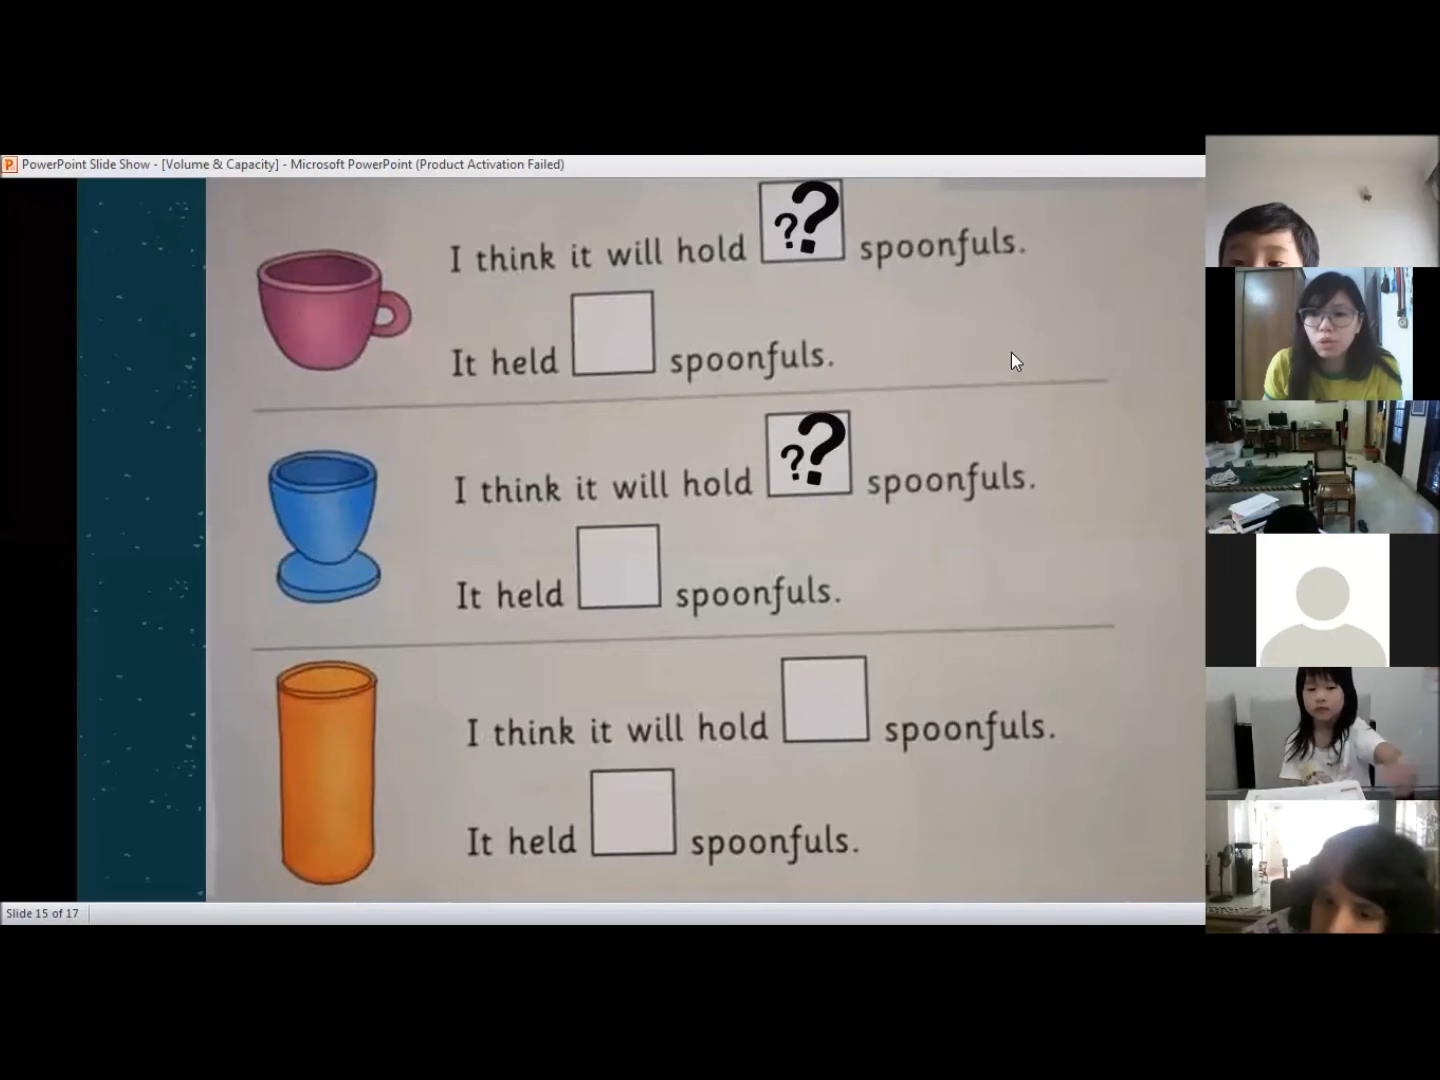 PowerPoint Slide Show - [Volume & Capacity] - Microsoft PowerPoint (Product Activation Failed)
I think it will hold ?? spoonfuls.
It held spoonfuls.
I think it will hold ?? spoonfuls.
It held spoonfuls.
I think it will hold spoonfuls.
It held spoonfuls.
Slide 15 of 17